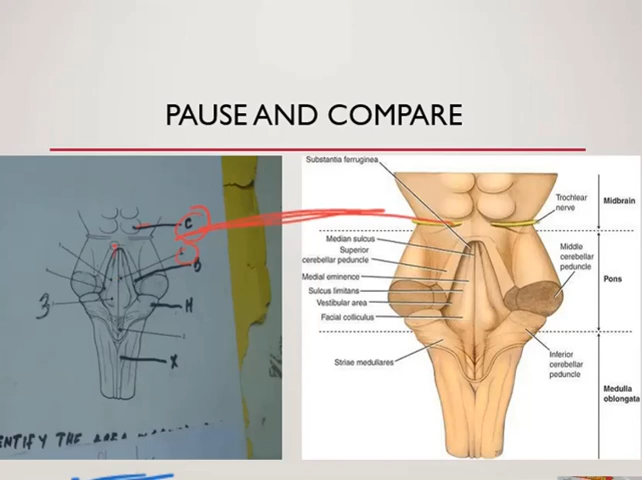 PAUSE AND COMPARE
C
L
D
3
H
X
ENTIFY THE AREA
Substantia ferruginea
Trochlear
nerve
Midbrain
Median sulcus
Superior
cerebellar peduncle
Medial eminence
Sulcus limitans
Vestibular area
Facial colliculus
Middle
cerebellar
peduncle
Pons
Striae medullares
Inferior
cerebellar
peduncle
Medulla
oblongata